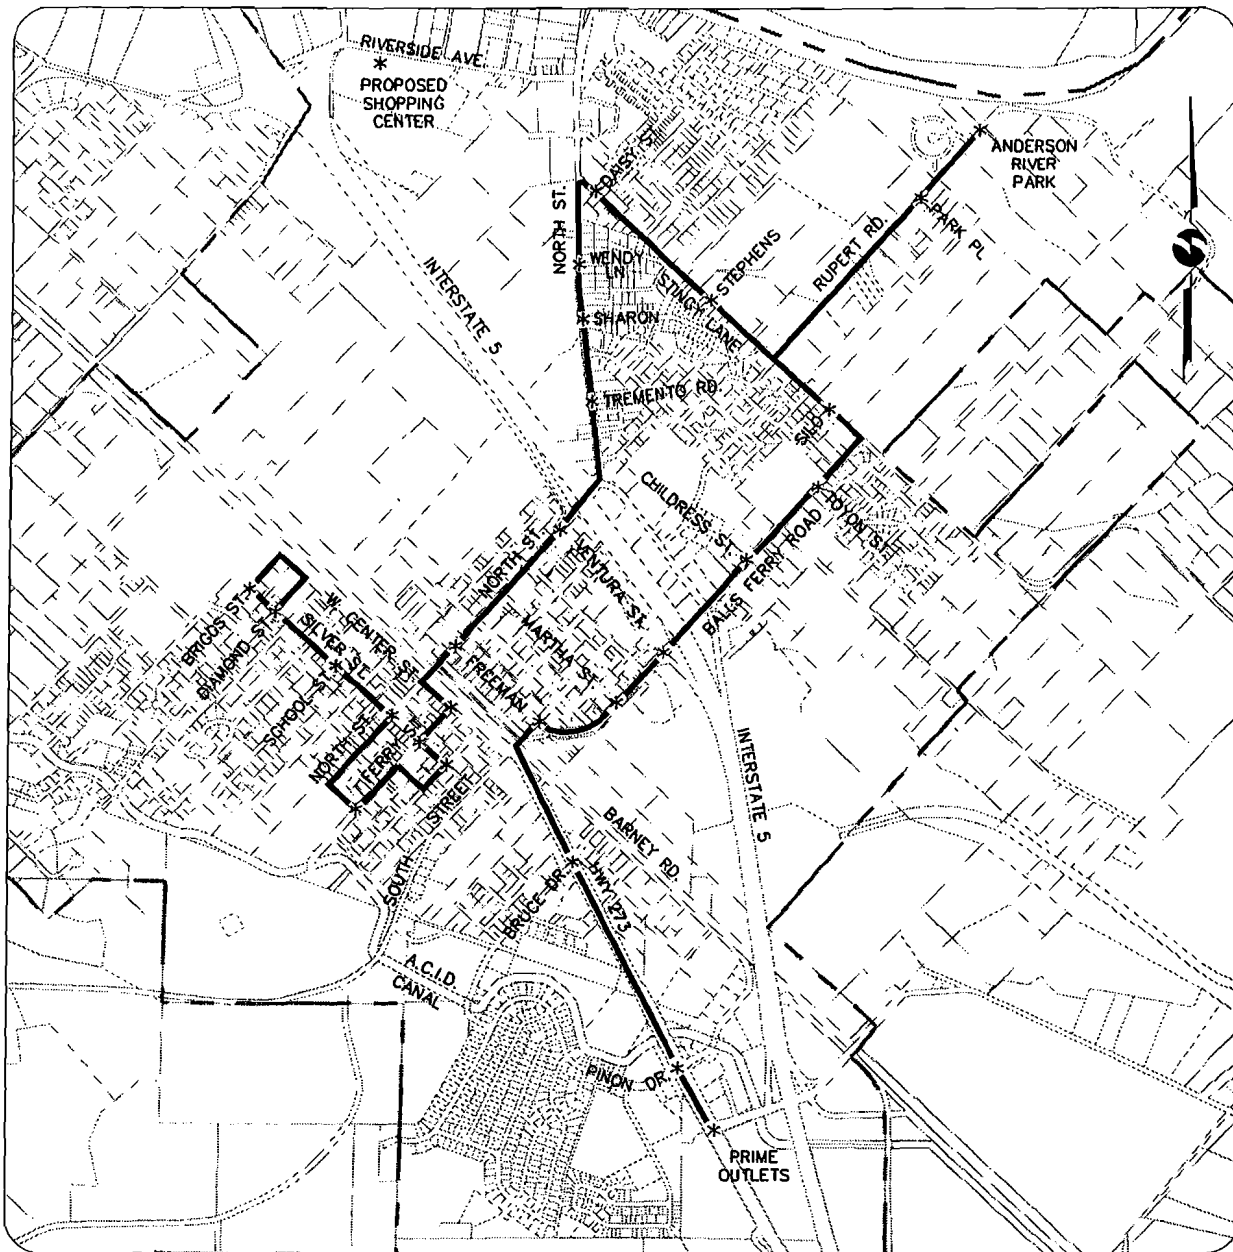 RIVERSIDE AVE.
PROPOSED
SHOPPING
CENTER
ANDERSON
RIVER
PARK
DAISY ST.
PARK PL
NORTH ST.
WENDY
LN
STEPHENS
RUPERT RD.
INTERSTATE 5
STINGY LANE
SHARON
TREMENTO RD.
SILO
CHILDRESS ST.
TOYON ST.
NORTH ST.
VENTURA ST.
BALLS FERRY ROAD
BRIGGS ST.
W. CENTER ST.
MARTHA ST.
DIAMOND ST.
SILVER ST.
FREEMAN
SCHOOL ST.
NORTH ST.
FERRY ST.
INTERSTATE 5
SOUTH STREET
BARNEY RD.
BRUCE DR.
HWY 273
A.C.I.D.
CANAL
PINON DR.
PRIME
OUTLETS